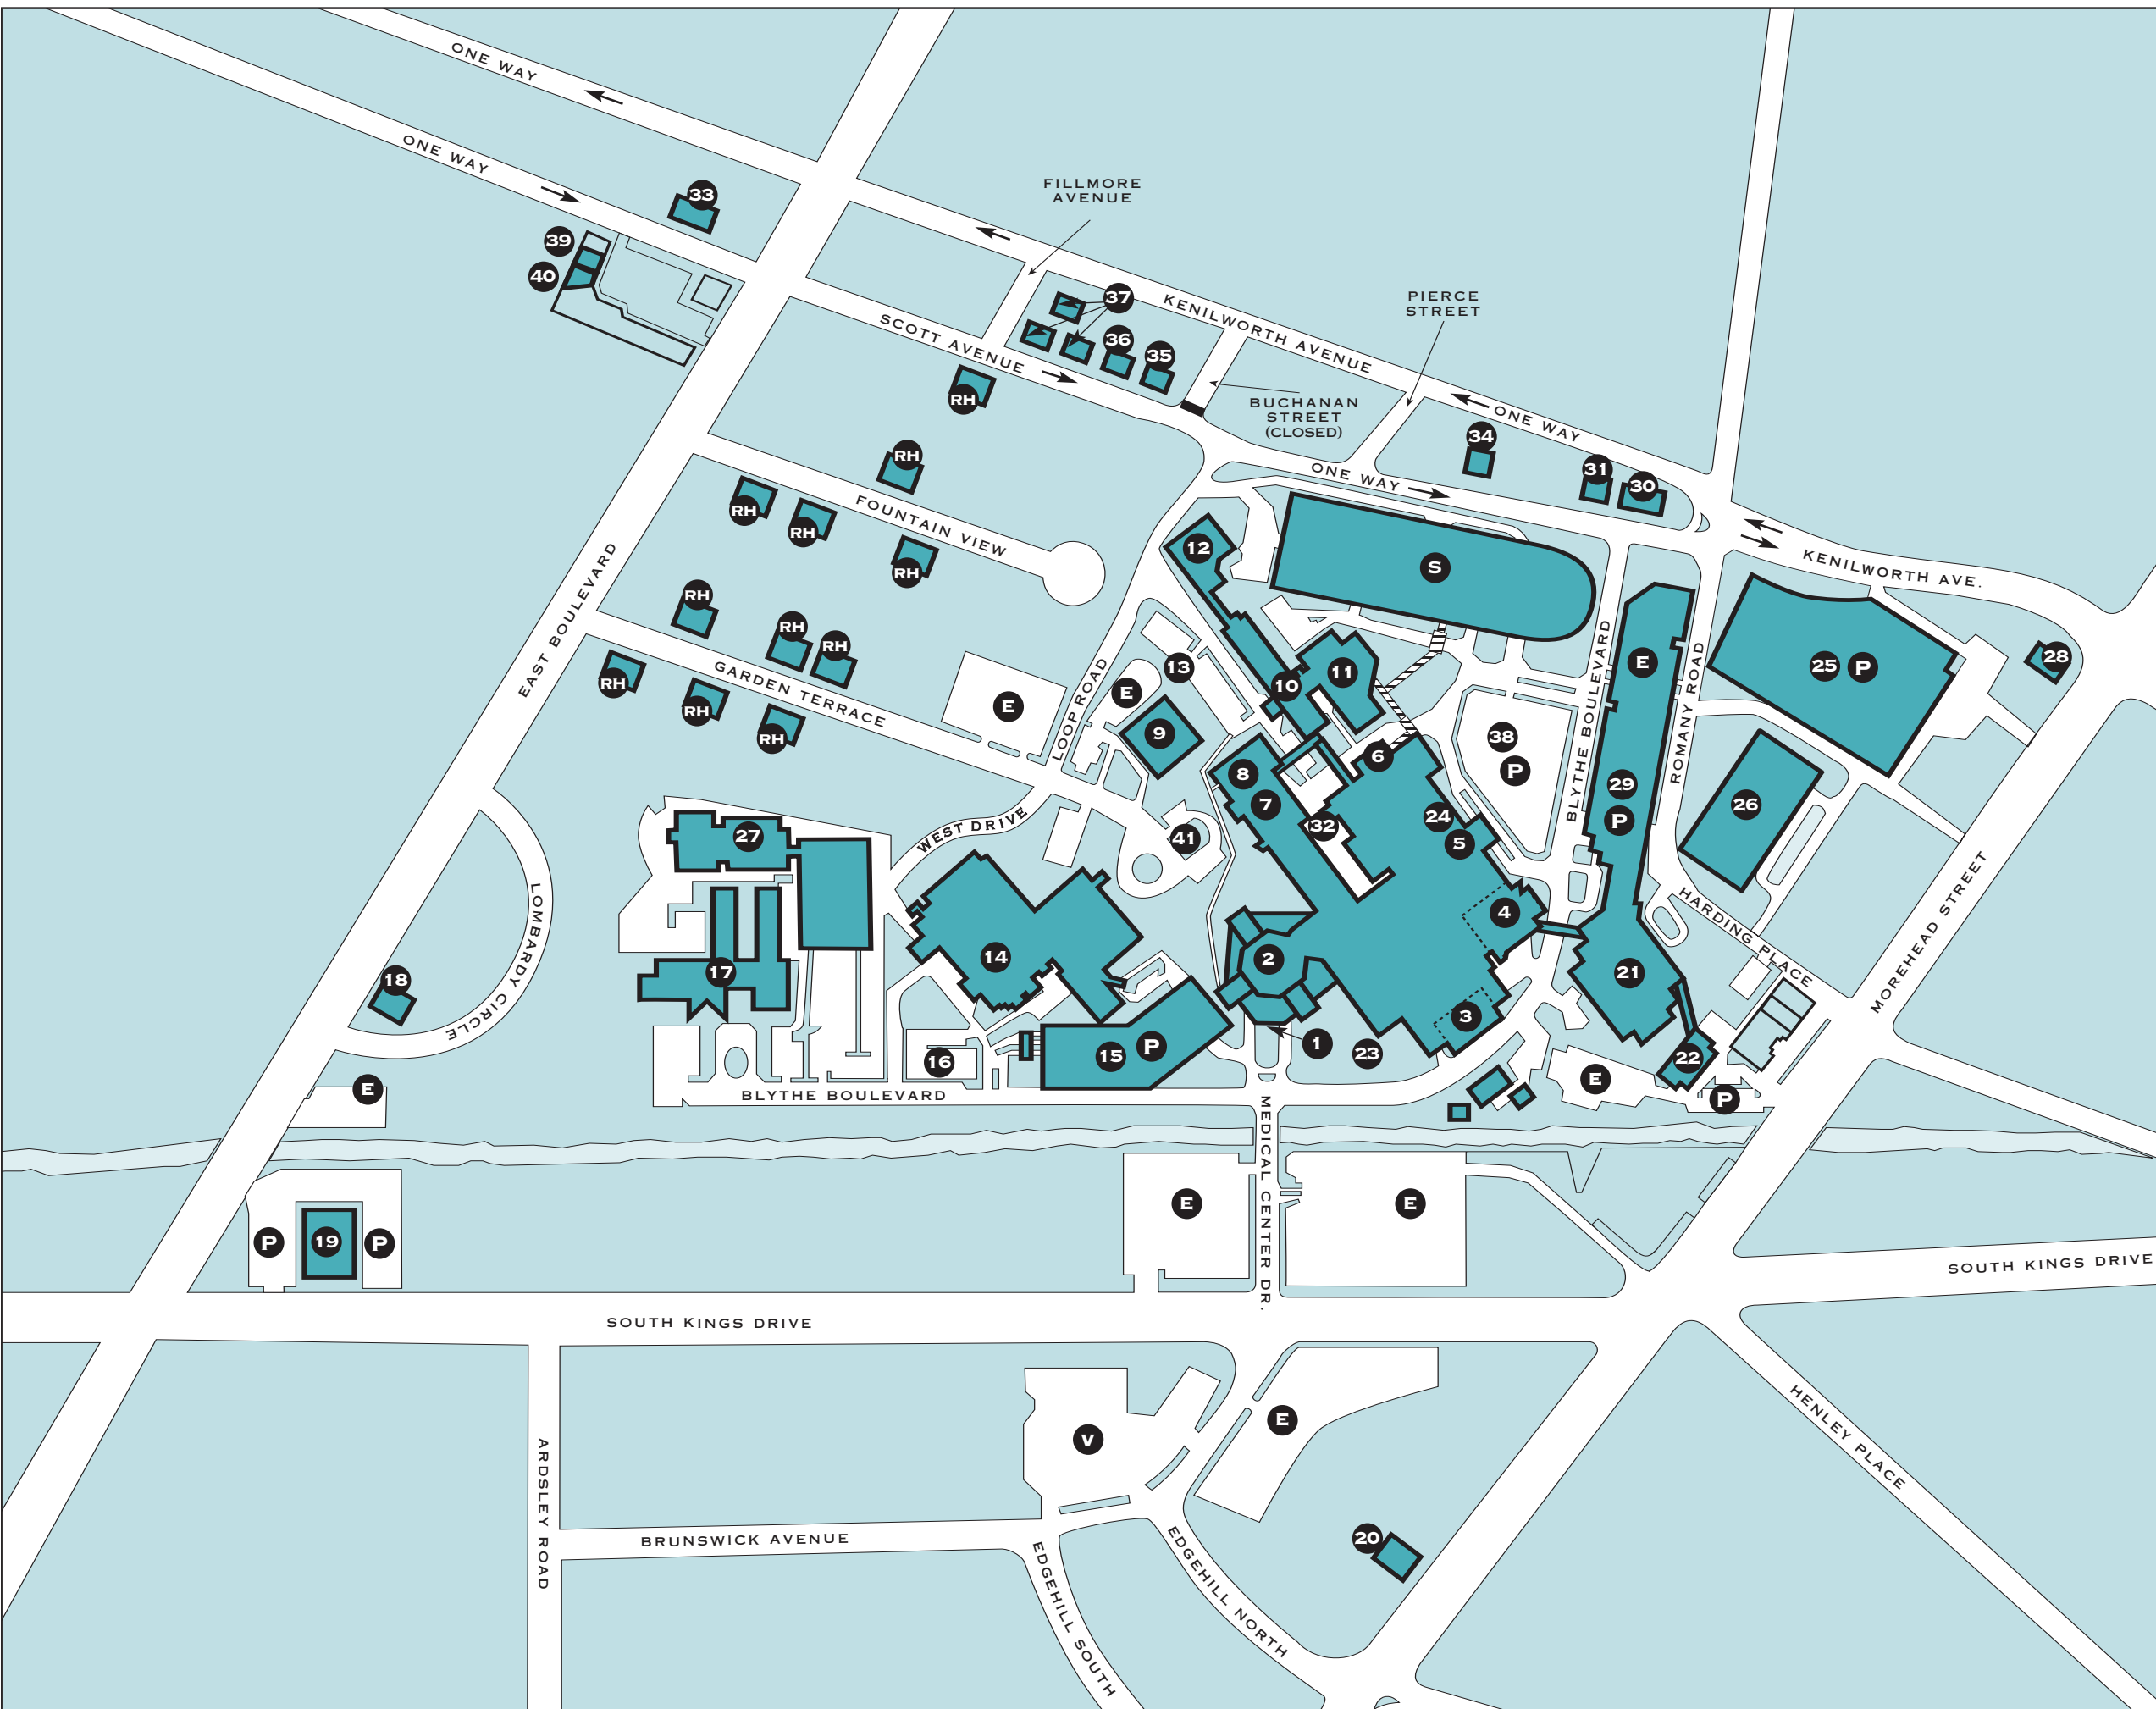 ONE WAY
ONE WAY
33
39
40
FILLMORE
AVENUE
37
36
35
KENILWORTH AVENUE
SCOTT AVENUE
PIERCE
STREET
BUCHANAN
STREET
(CLOSED)
ONE WAY
ONE WAY
34
31
30
RH
RH
RH
RH
RH
FOUNTAIN VIEW
EAST BOULEVARD
RH
RH
RH
RH
RH
RH
GARDEN TERRACE
12
S
KENILWORTH AVE.
E
LOOP ROAD
E
13
9
10
11
E
BLYTHE BOULEVARD
ROMANY ROAD
25
P
28
38
P
6
8
7
32
24
5
29
P
26
WEST DRIVE
41
27
LOMBARDY CIRCLE
14
17
18
2
4
21
HARDING PLACE
MOREHEAD STREET
3
1
23
22
16
15
P
E
E
P
BLYTHE BOULEVARD
MEDICAL CENTER DR.
E
E
P
19
P
SOUTH KINGS DRIVE
SOUTH KINGS DRIVE
V
E
HENLEY PLACE
ARDSLEY ROAD
BRUNSWICK AVENUE
20
EDGEHILL NORTH
EDGEHILL SOUTH